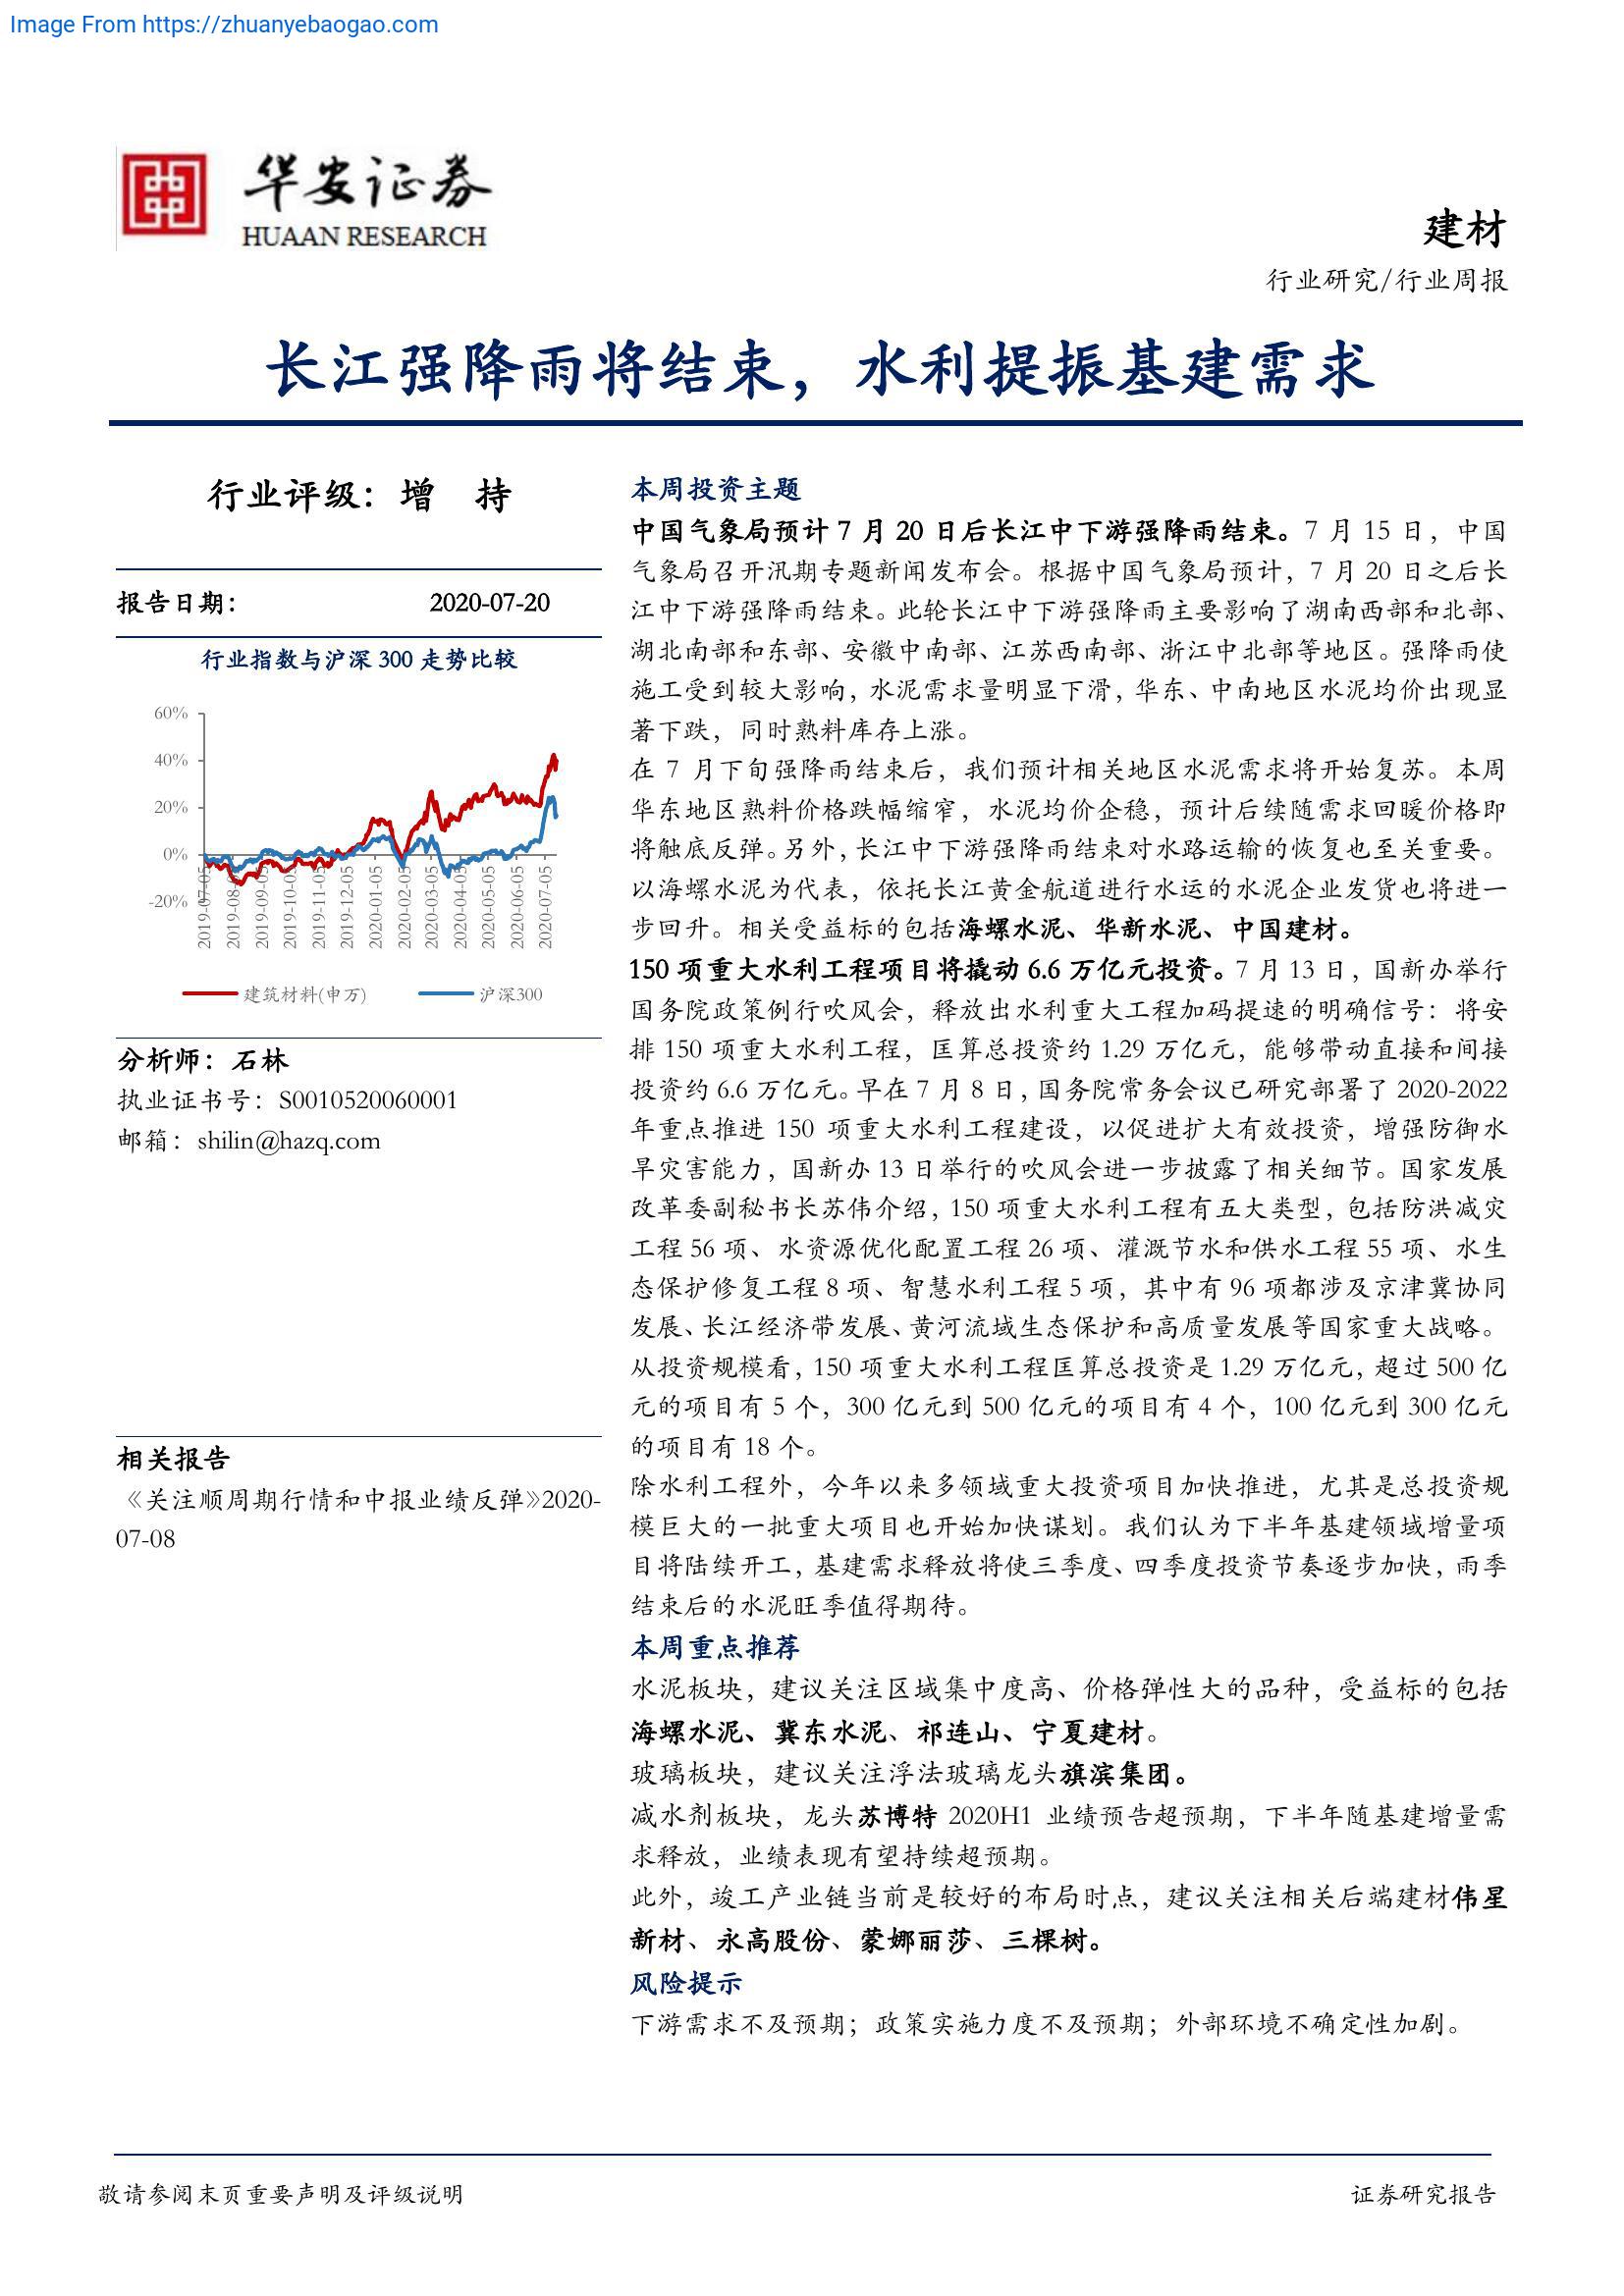 Image From https://zhuanyebaogao.com
华安证券
HUAAN RESEARCH
建材
行业研究/行业周报
长江强降雨将结束，水利提振基建需求
行业评级：增 持
报告日期： 2020-07-20
行业指数与沪深 300 走势比较
60%
40%
20%
0%
-20%
2019-07-05
2019-08-05
2019-09-05
2019-10-05
2019-11-05
2019-12-05
2020-01-05
2020-02-05
2020-03-05
2020-04-05
2020-05-05
2020-06-05
2020-07-05
建筑材料(申万) 沪深300
分析师：石林
执业证书号：S0010520060001
邮箱：shilin@hazq.com
相关报告
《关注顺周期行情和中报业绩反弹》2020-
07-08
本周投资主题
中国气象局预计 7 月 20 日后长江中下游强降雨结束。7 月 15 日，中国
气象局召开汛期专题新闻发布会。根据中国气象局预计，7 月 20 日之后长
江中下游强降雨结束。此轮长江中下游强降雨主要影响了湖南西部和北部、
湖北南部和东部、安徽中南部、江苏西南部、浙江中北部等地区。强降雨使
施工受到较大影响，水泥需求量明显下滑，华东、中南地区水泥均价出现显
著下跌，同时熟料库存上涨。
在 7 月下旬强降雨结束后，我们预计相关地区水泥需求将开始复苏。本周
华东地区熟料价格跌幅缩窄，水泥均价企稳，预计后续随需求回暖价格即
将触底反弹。另外，长江中下游强降雨结束对水路运输的恢复也至关重要。
以海螺水泥为代表，依托长江黄金航道进行水运的水泥企业发货也将进一
步回升。相关受益标的包括海螺水泥、华新水泥、中国建材。
150 项重大水利工程项目将撬动 6.6 万亿元投资。7 月 13 日，国新办举行
国务院政策例行吹风会，释放出水利重大工程加码提速的明确信号：将安
排 150 项重大水利工程，匡算总投资约 1.29 万亿元，能够带动直接和间接
投资约 6.6 万亿元。早在 7 月 8 日，国务院常务会议已研究部署了 2020-2022
年重点推进 150 项重大水利工程建设，以促进扩大有效投资，增强防御水
旱灾害能力，国新办 13 日举行的吹风会进一步披露了相关细节。国家发展
改革委副秘书长苏伟介绍，150 项重大水利工程有五大类型，包括防洪减灾
工程 56 项、水资源优化配置工程 26 项、灌溉节水和供水工程 55 项、水生
态保护修复工程 8 项、智慧水利工程 5 项，其中有 96 项都涉及京津冀协同
发展、长江经济带发展、黄河流域生态保护和高质量发展等国家重大战略。
从投资规模看，150 项重大水利工程匡算总投资是 1.29 万亿元，超过 500 亿
元的项目有 5 个，300 亿元到 500 亿元的项目有 4 个，100 亿元到 300 亿元
的项目有 18 个。
除水利工程外，今年以来多领域重大投资项目加快推进，尤其是总投资规
模巨大的一批重大项目也开始加快谋划。我们认为下半年基建领域增量项
目将陆续开工，基建需求释放将使三季度、四季度投资节奏逐步加快，雨季
结束后的水泥旺季值得期待。
本周重点推荐
水泥板块，建议关注区域集中度高、价格弹性大的品种，受益标的包括
海螺水泥、冀东水泥、祁连山、宁夏建材。
玻璃板块，建议关注浮法玻璃龙头旗滨集团。
减水剂板块，龙头苏博特 2020H1 业绩预告超预期，下半年随基建增量需
求释放，业绩表现有望持续超预期。
此外，竣工产业链当前是较好的布局时点，建议关注相关后端建材伟星
新材、永高股份、蒙娜丽莎、三棵树。
风险提示
下游需求不及预期；政策实施力度不及预期；外部环境不确定性加剧。
敬请参阅末页重要声明及评级说明 证券研究报告